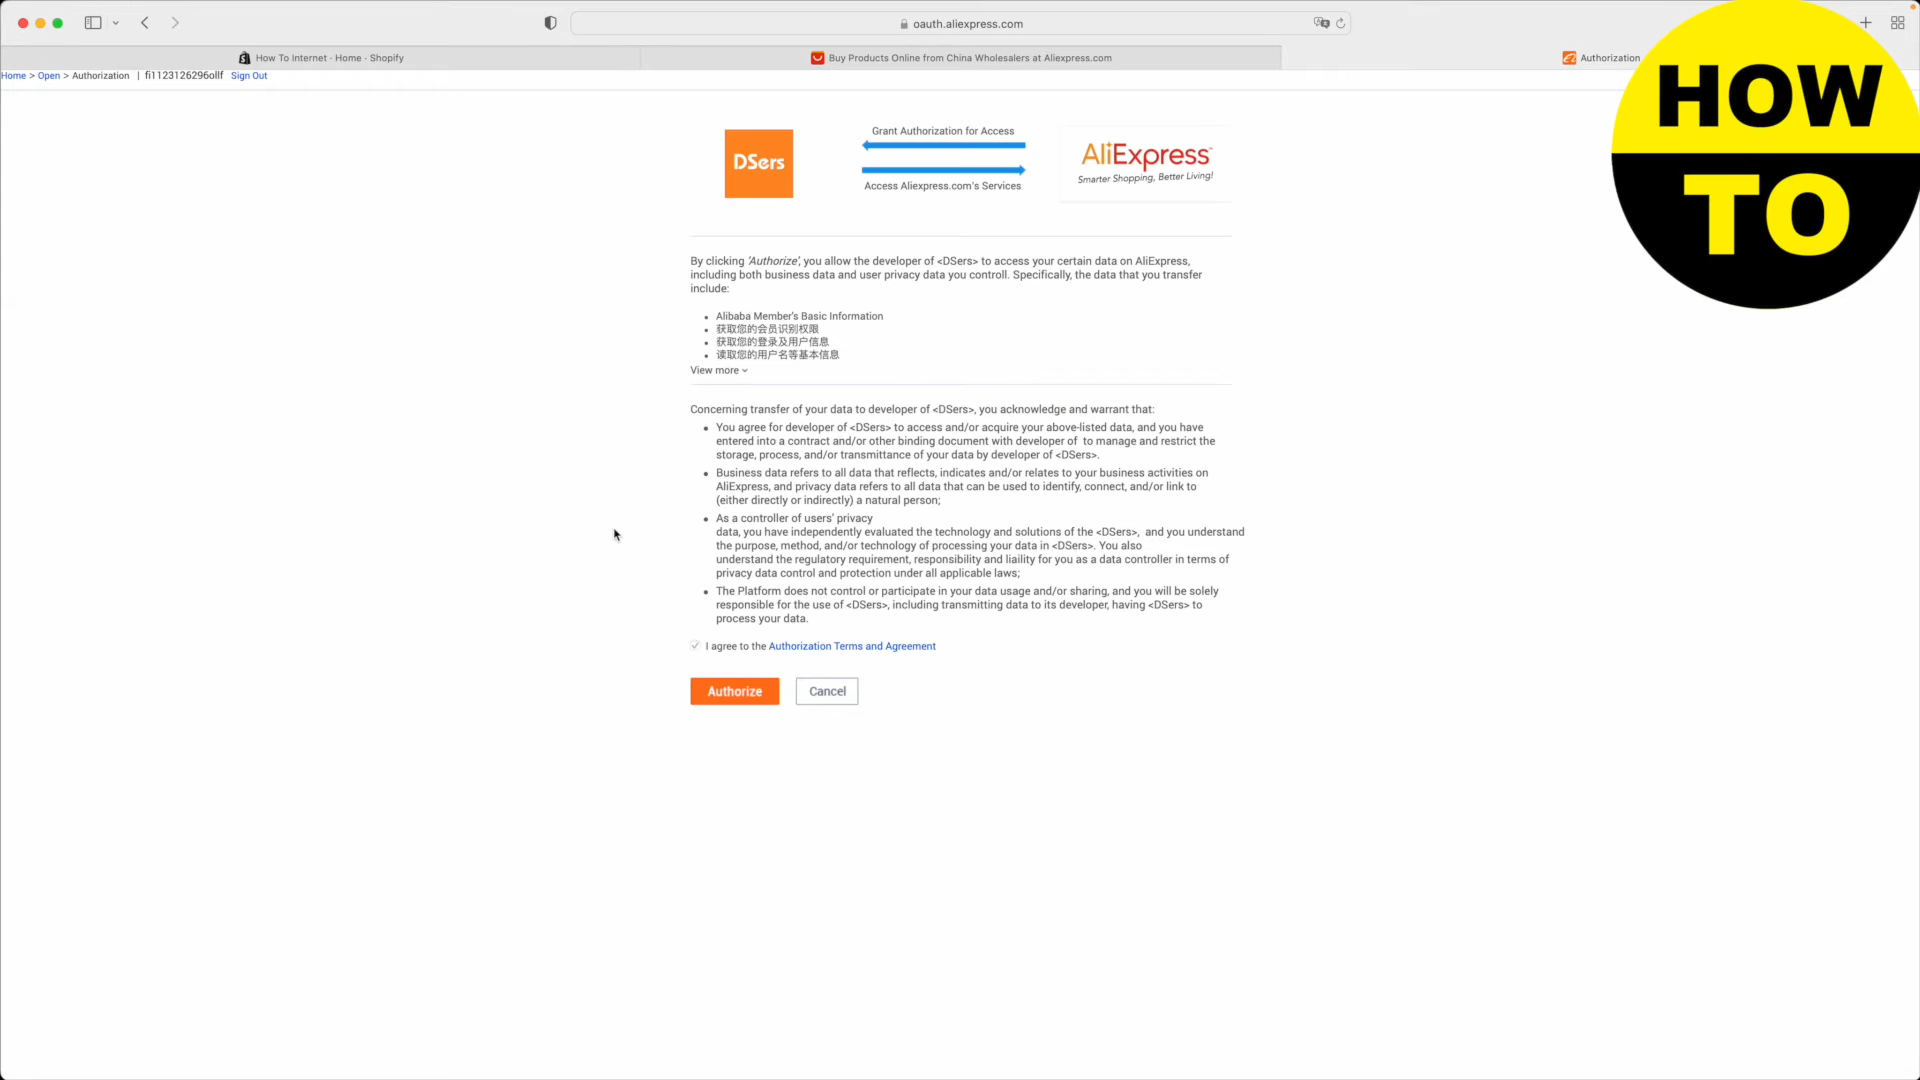 oauth.aliexpress.com
How To Internet · Home · Shopify
Buy Products Online from China Wholesalers at Aliexpress.com
Authorization
Home > Open > Authorization | fi1123126296ollf Sign Out
HOW
TO
DSers
Grant Authorization for Access
Access Aliexpress.com's Services
AliExpress™
Smarter Shopping, Better Living!
By clicking 'Authorize', you allow the developer of <DSers> to access your certain data on AliExpress,
including both business data and user privacy data you controll. Specifically, the data that you transfer
include:
Alibaba Member's Basic Information
获取您的会员识别权限
获取您的登录及用户信息
读取您的用户名等基本信息
View more
Concerning transfer of your data to developer of <DSers>, you acknowledge and warrant that:
You agree for developer of <DSers> to access and/or acquire your above-listed data, and you have
entered into a contract and/or other binding document with developer of to manage and restrict the
storage, process, and/or transmittance of your data by developer of <DSers>.
Business data refers to all data that reflects, indicates and/or relates to your business activities on
AliExpress, and privacy data refers to all data that can be used to identify, connect, and/or link to
(either directly or indirectly) a natural person;
As a controller of users' privacy
data, you have independently evaluated the technology and solutions of the <DSers>, and you understand
the purpose, method, and/or technology of processing your data in <DSers>. You also
understand the regulatory requirement, responsibility and liaility for you as a data controller in terms of
privacy data control and protection under all applicable laws;
The Platform does not control or participate in your data usage and/or sharing, and you will be solely
responsible for the use of <DSers>, including transmitting data to its developer, having <DSers> to
process your data.
I agree to the Authorization Terms and Agreement
Authorize
Cancel